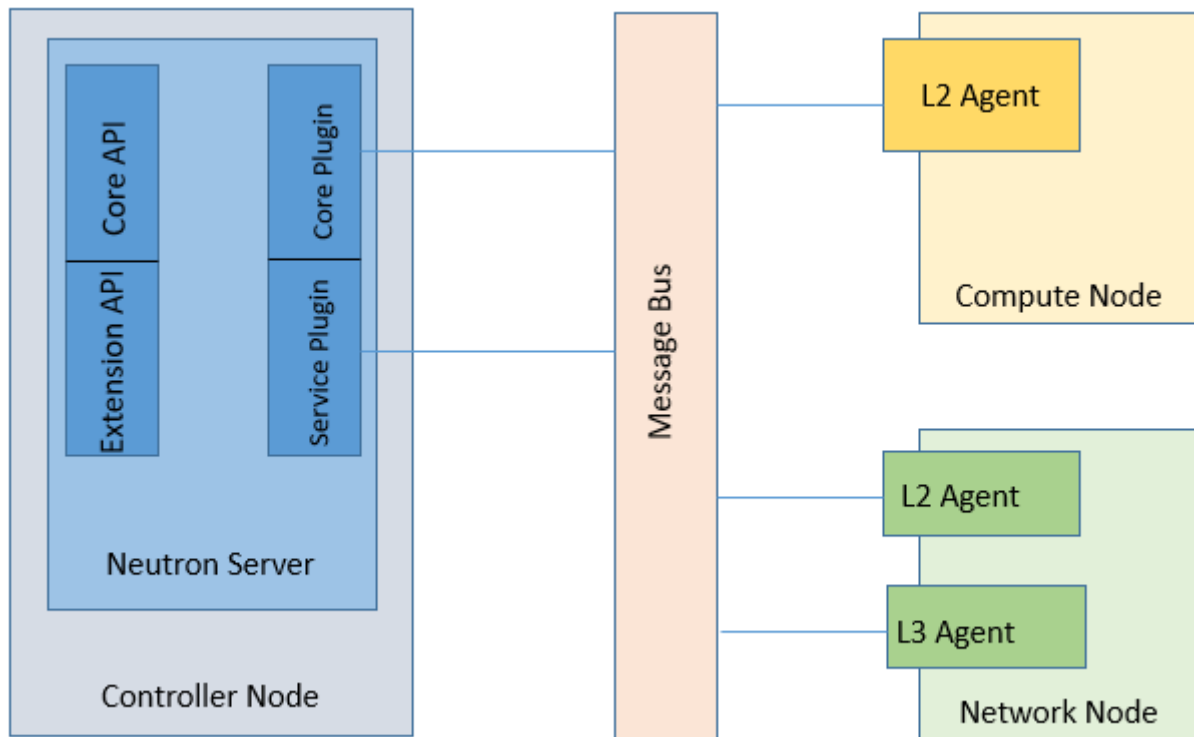 Core API
Extension API
Core Plugin
Service Plugin
Neutron Server
Controller Node
Message Bus
L2 Agent
Compute Node
L2 Agent
L3 Agent
Network Node